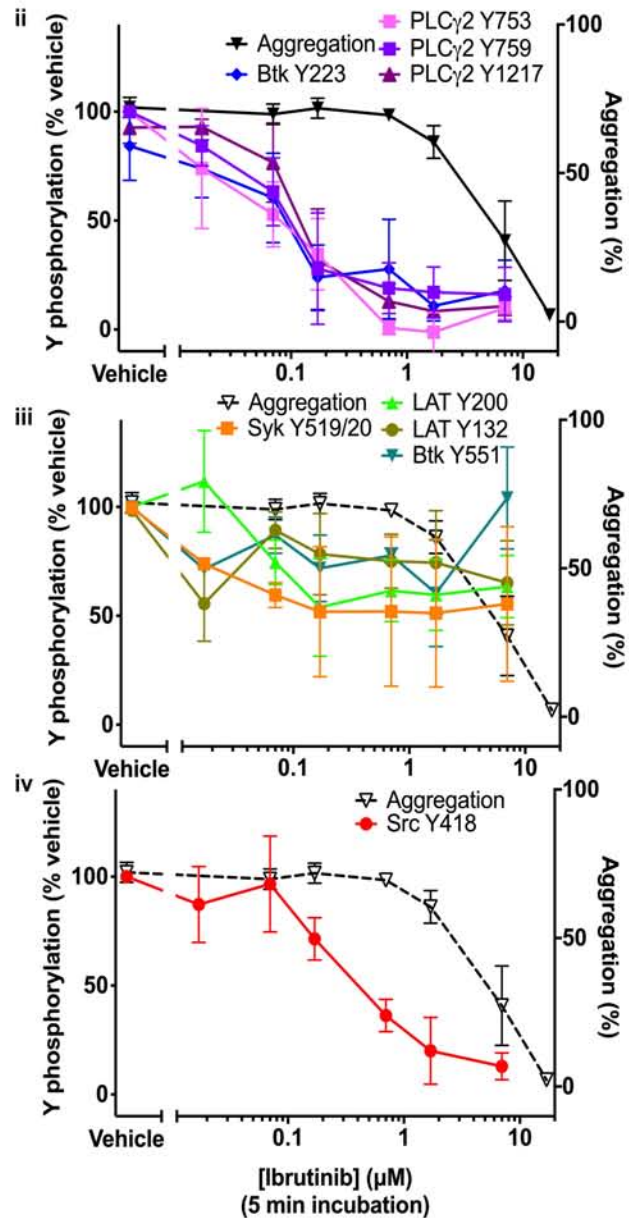 ii
Aggregation
Btk Y223
PLCγ2 Y753
PLCγ2 Y759
PLCγ2 Y1217
Y phosphorylation (% vehicle)
100
50
0
Aggregation (%)
100
50
0
Vehicle
0.1
1
10
iii
Aggregation
Syk Y519/20
LAT Y200
LAT Y132
Btk Y551
Y phosphorylation (% vehicle)
100
50
0
Aggregation (%)
100
50
0
Vehicle
0.1
1
10
iv
Aggregation
Src Y418
Y phosphorylation (% vehicle)
100
50
0
Aggregation (%)
100
50
0
Vehicle
0.1
1
10
[Ibrutinib] (μM)
(5 min incubation)